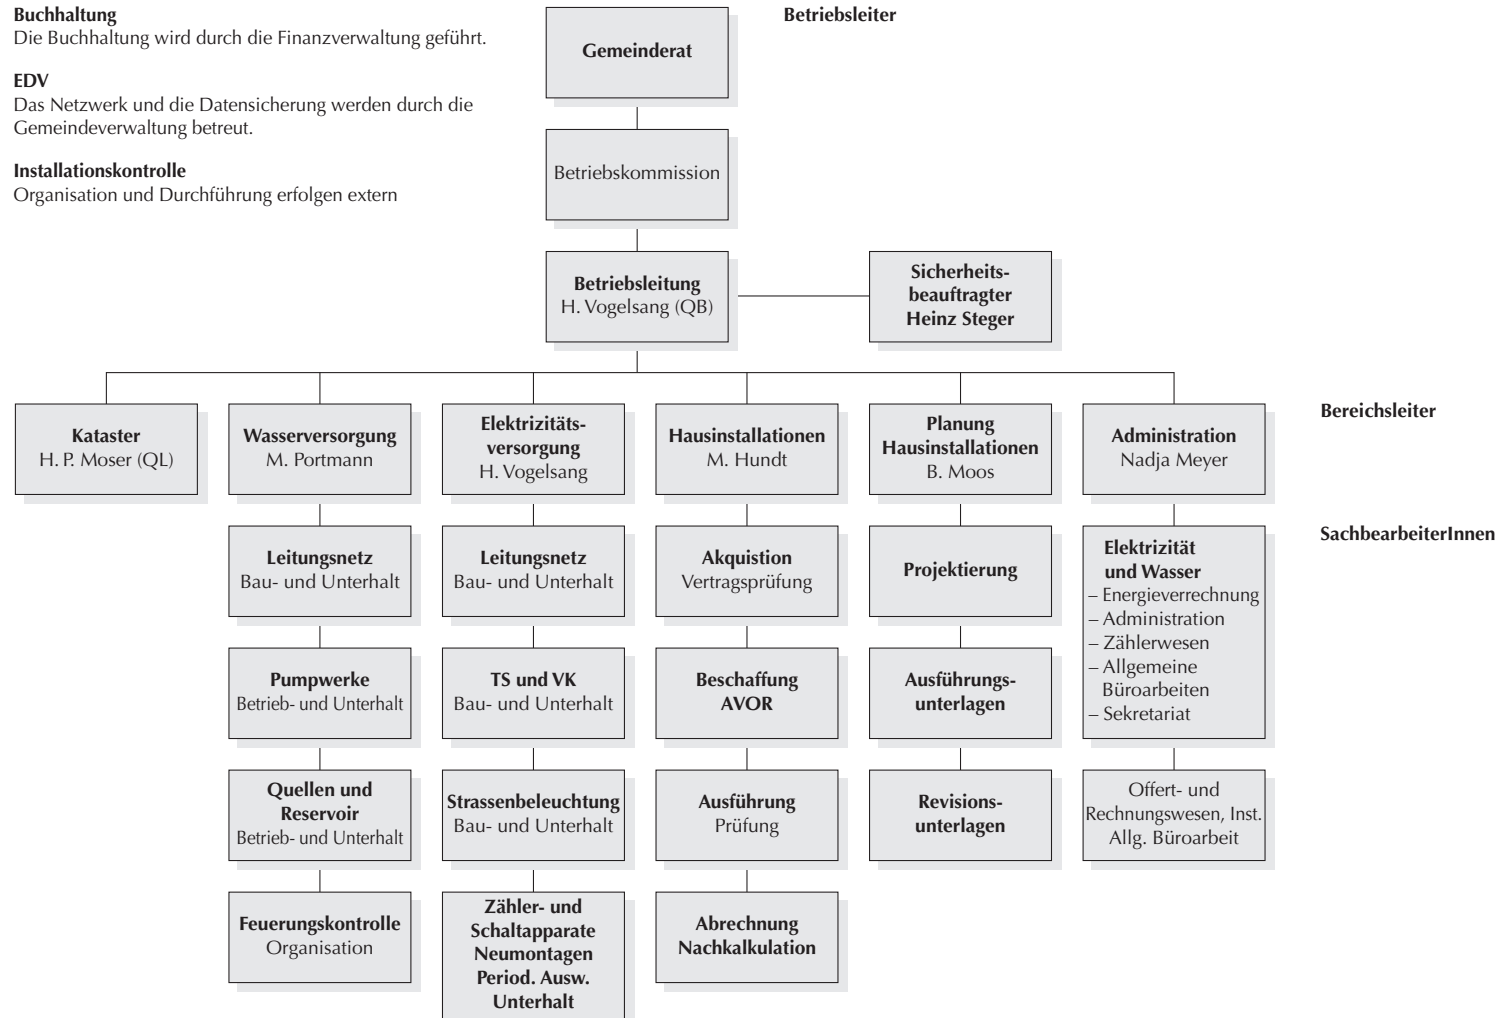 Buchhaltung
Die Buchhaltung wird durch die Finanzverwaltung geführt.
EDV
Das Netzwerk und die Datensicherung werden durch die
Gemeindeverwaltung betreut.
Installationskontrolle
Organisation und Durchführung erfolgen extern
Betriebsleiter
Gemeinderat
Betriebskommission
Betriebsleitung
H. Vogelsang (QB)
Sicherheits-
beauftragter
Heinz Steger
Bereichsleiter
Kataster
H. P. Moser (QL)
Wasserversorgung
M. Portmann
Elektrizitäts-
versorgung
H. Vogelsang
Hausinstallationen
M. Hundt
Planung
Hausinstallationen
B. Moos
Administration
Nadja Meyer
SachbearbeiterInnen
Leitungsnetz
Bau- und Unterhalt
Pumpwerke
Betrieb- und Unterhalt
Quellen und
Reservoir
Betrieb- und Unterhalt
Feuerungskontrolle
Organisation
Leitungsnetz
Bau- und Unterhalt
TS und VK
Bau- und Unterhalt
Strassenbeleuchtung
Bau- und Unterhalt
Zähler- und
Schaltapparate
Neumontagen
Period. Ausw.
Unterhalt
Akquistion
Vertragsprüfung
Beschaffung
AVOR
Ausführung
Prüfung
Abrechnung
Nachkalkulation
Projektierung
Ausführungs-
unterlagen
Revisions-
unterlagen
Elektrizität
und Wasser
– Energieverrechnung
– Administration
– Zählerwesen
– Allgemeine
Büroarbeiten
– Sekretariat
Offert- und
Rechnungswesen, Inst.
Allg. Büroarbeit